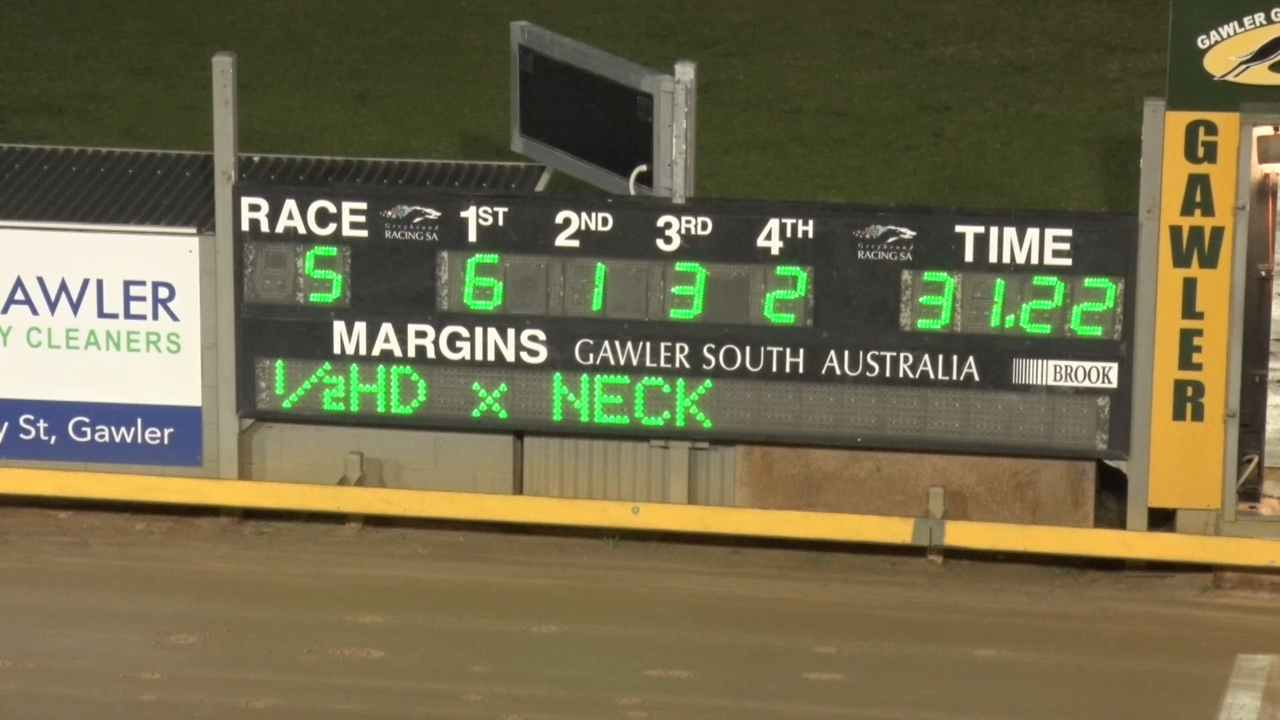 GAWLER G
GAWLER
RACE Greyhound RACING SA 1ST 2ND 3RD 4TH Greyhound RACING SA TIME
5 6 1 3 2 31.22
MARGINS GAWLER SOUTH AUSTRALIA BROOK
1/2HD x NECK
AWLER
Y CLEANERS
y St, Gawler